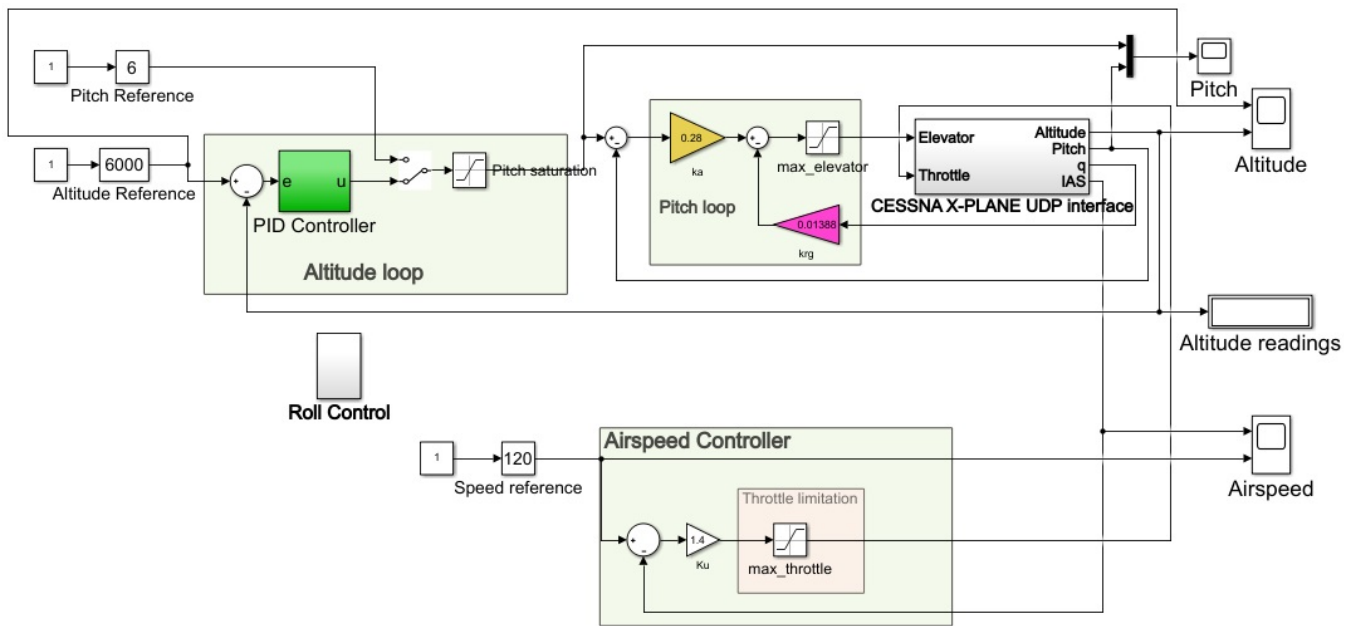 1
6
Pitch Reference
1
6000
Altitude Reference
+
-
e
u
PID Controller
Pitch saturation
Altitude loop
+
-
0.28
ka
+
-
max_elevator
Pitch loop
0.01388
krg
Elevator
Throttle
Altitude
Pitch
q
IAS
CESSNA X-PLANE UDP interface
Pitch
Altitude
Altitude readings
Roll Control
Airspeed Controller
1
120
Speed reference
Throttle limitation
+
-
1.4
Ku
max_throttle
Airspeed